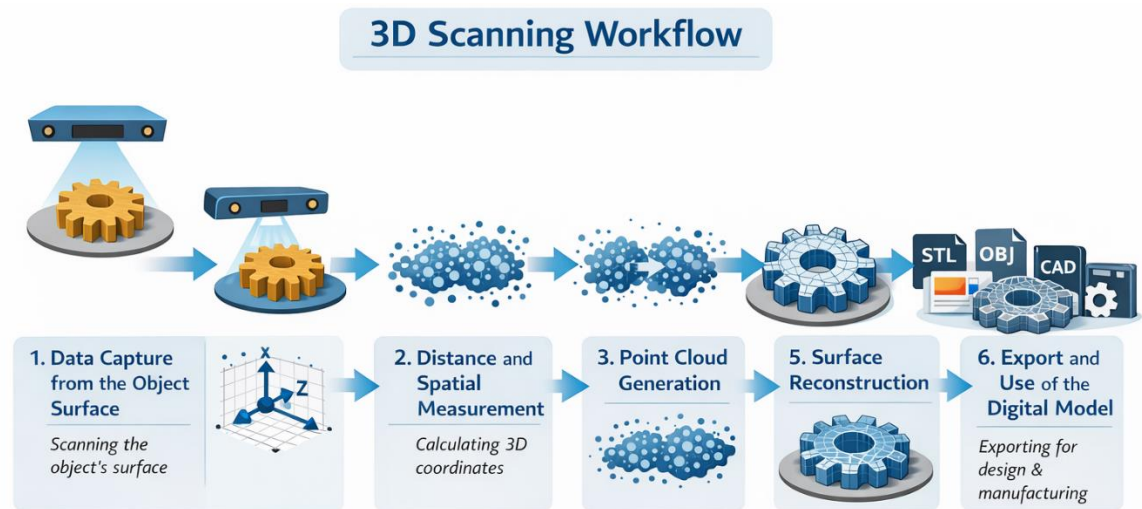 3D Scanning Workflow
STL
OBJ
CAD
1. Data Capture
from the Object
Surface
Scanning the
object's surface
X
Z
2. Distance and
Spatial
Measurement
Calculating 3D
coordinates
3. Point Cloud
Generation
5. Surface
Reconstruction
6. Export and
Use of the
Digital Model
Exporting for
design &
manufacturing